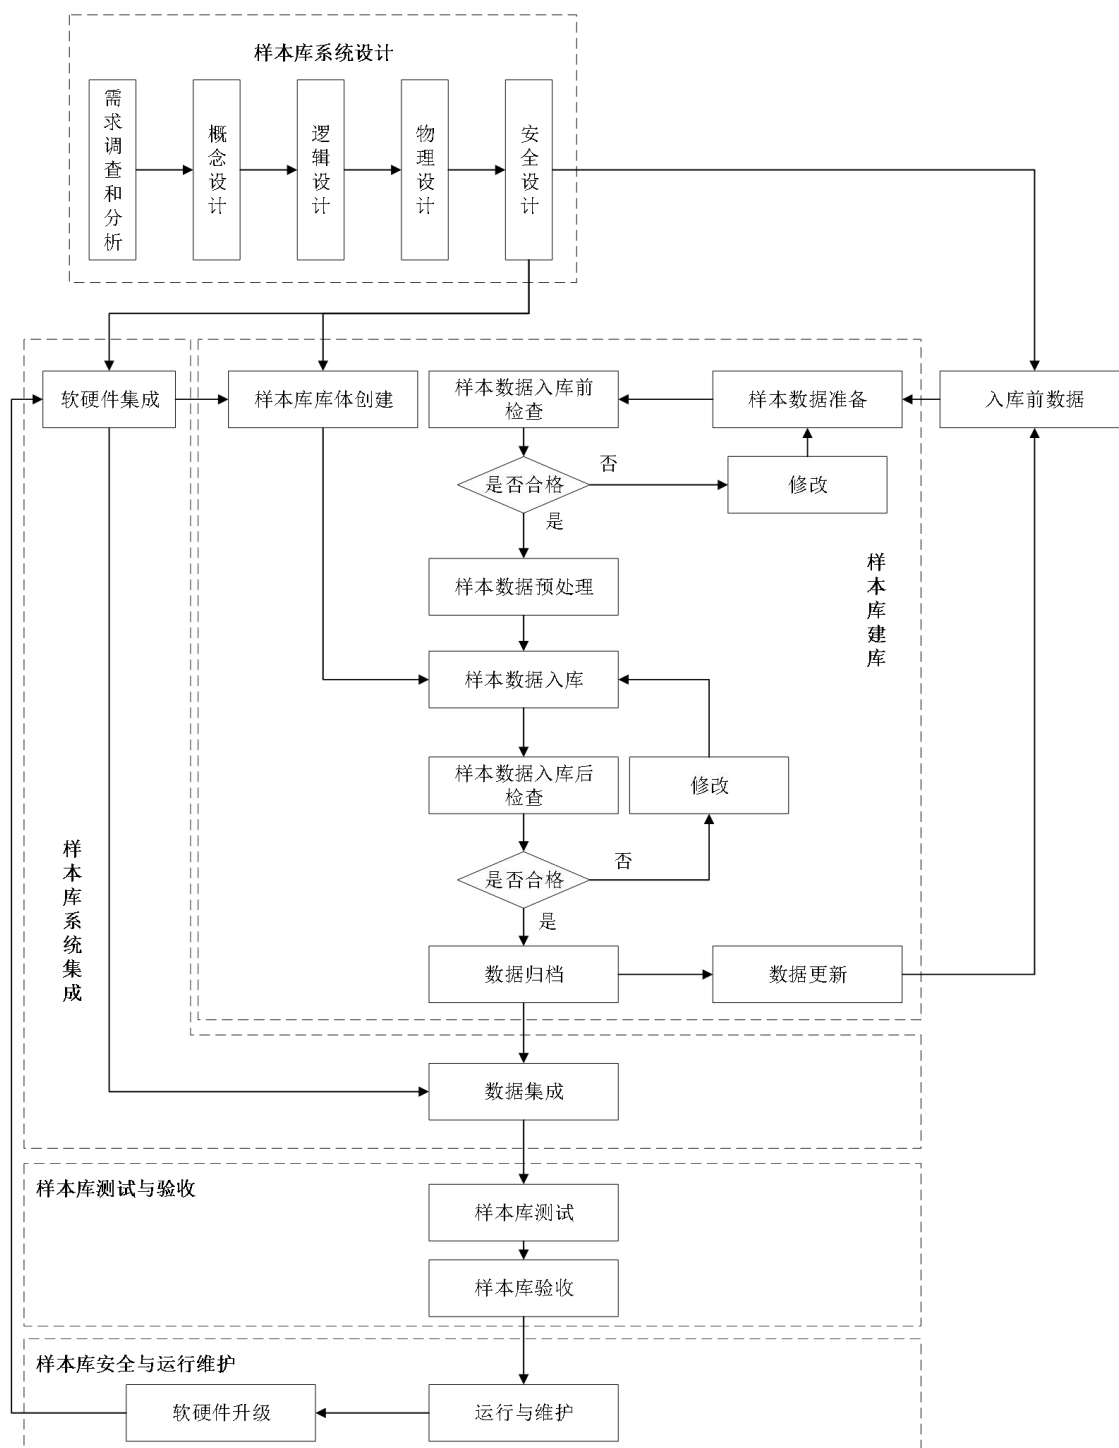 样本库系统设计
需求调查和分析
概念设计
逻辑设计
物理设计
安全设计
软硬件集成
样本库库体创建
样本数据入库前
检查
样本数据准备
入库前数据
是否合格
否
修改
是
样本数据预处理
样本库建库
样本数据入库
样本数据入库后
检查
修改
样本库系统集成
是否合格
否
是
数据归档
数据更新
数据集成
样本库测试与验收
样本库测试
样本库验收
样本库安全与运行维护
软硬件升级
运行与维护